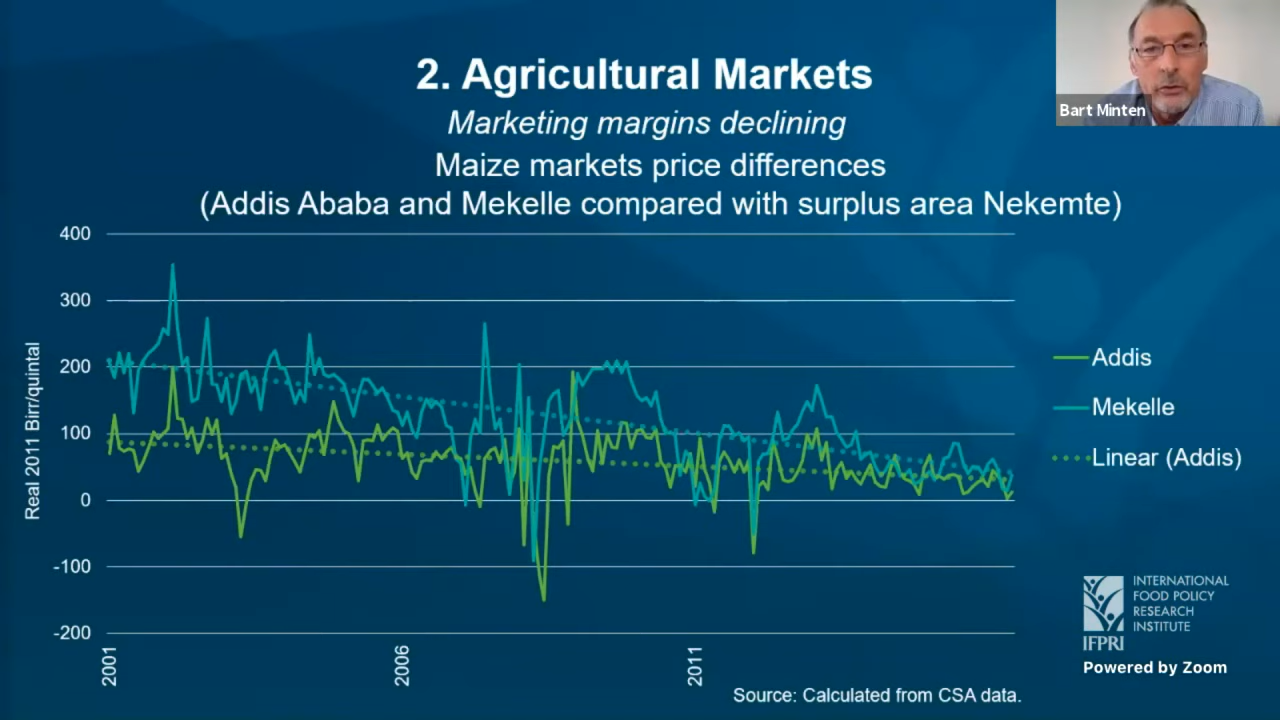 2. Agricultural Markets
Marketing margins declining
Maize markets price differences
(Addis Ababa and Mekelle compared with surplus area Nekemte)
Bart Minten
Real 2011 Birr/quintal
400
300
200
100
0
-100
-200
2001
2006
2011
Addis
Mekelle
Linear (Addis)
INTERNATIONAL
FOOD POLICY
RESEARCH
INSTITUTE
IFPRI
Powered by Zoom
Source: Calculated from CSA data.